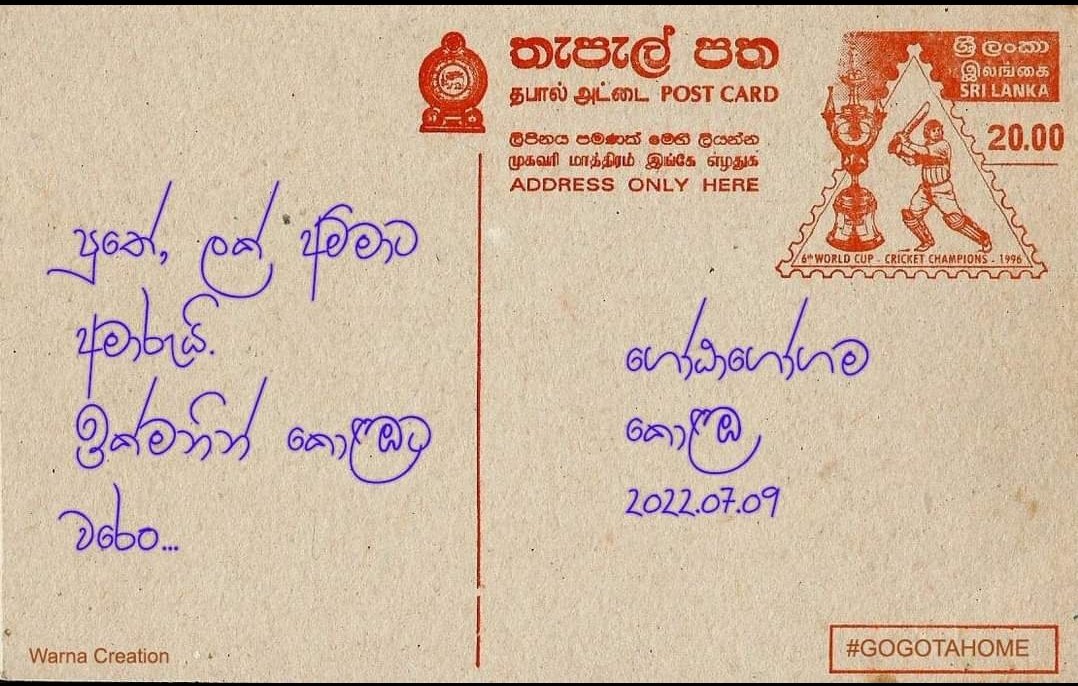 තැපැල් පත
தபால் அட்டை POST CARD
ලිපිනය පමණක් මෙහි ලියන්න
முகவரி மாத்திரம் இங்கே எழுதுக
ADDRESS ONLY HERE
ශ්‍රී ලංකා
இலங்கை
SRI LANKA
20.00
6th WORLD CUP - CRICKET CHAMPIONS - 1996
පුතේ, ලක් අම්මාට
අමාරුයි.
ඉක්මනින් කොළඹට
වරෙං...
ගෝඨාගෝගම
කොළඹ
2022.07.09
Warna Creation
#GOGOTAHOME